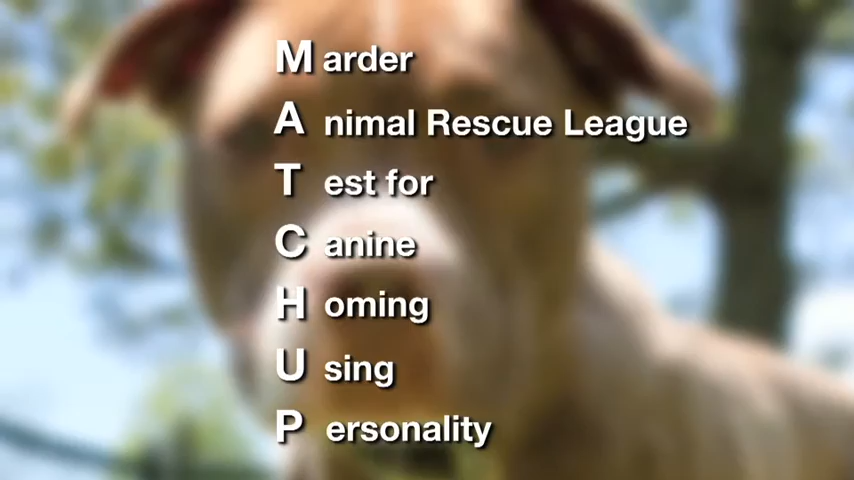 Marder
Animal Rescue League
Test for
Canine
Homing
Using
Personality